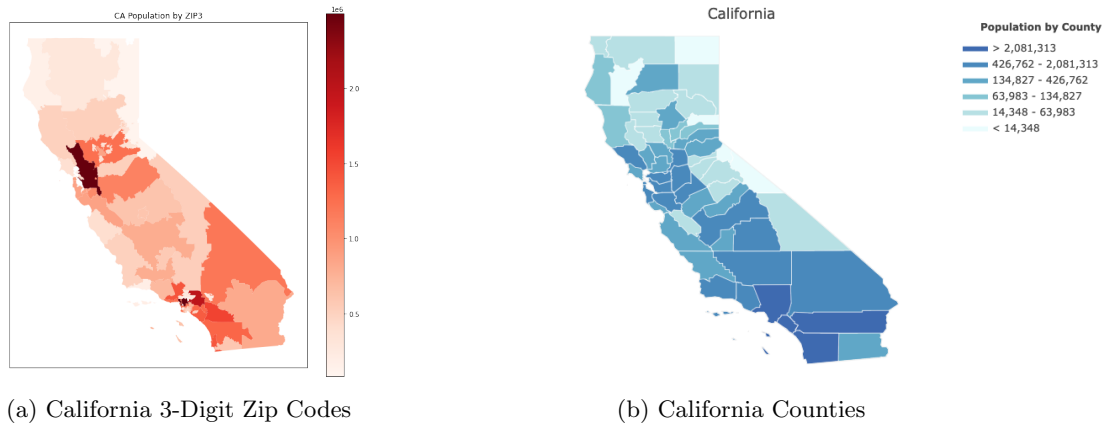 CA Population by ZIP3
1e6
2.0
1.5
1.0
0.5
(a) California 3-Digit Zip Codes
California
Population by County
> 2,081,313
426,762 - 2,081,313
134,827 - 426,762
63,983 - 134,827
14,348 - 63,983
< 14,348
(b) California Counties